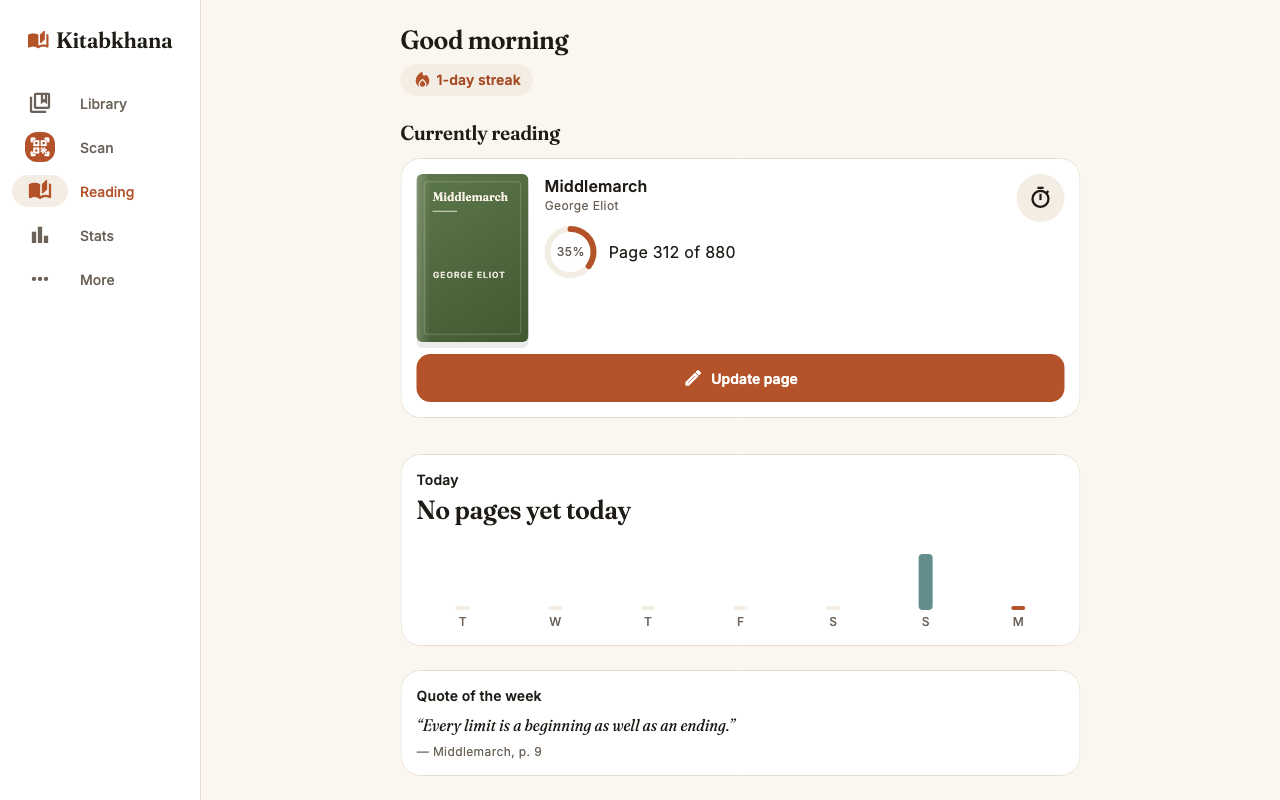 Kitabkhana
Library
Scan
Reading
Stats
More
Good morning
1-day streak
Currently reading
Middlemarch
GEORGE ELIOT
Middlemarch
George Eliot
35%
Page 312 of 880
Update page
Today
No pages yet today
T W T F S S M
Quote of the week
“Every limit is a beginning as well as an ending.”
— Middlemarch, p. 9